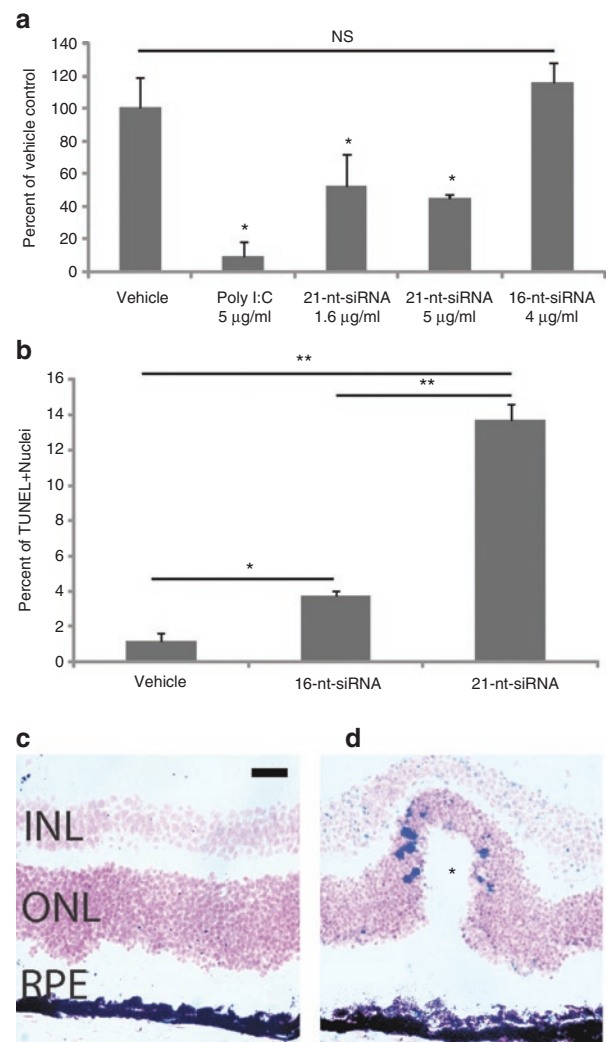 a
NS
140
120
100
80
60
40
20
0
Percent of vehicle control
*
*
*
Vehicle
Poly I:C
5 µg/ml
21-nt-siRNA
1.6 µg/ml
21-nt-siRNA
5 µg/ml
16-nt-siRNA
4 µg/ml
b
**
**
*
16
14
12
10
8
6
4
2
0
Percent of TUNEL+Nuclei
Vehicle
16-nt-siRNA
21-nt-siRNA
c
INL
ONL
RPE
d
*